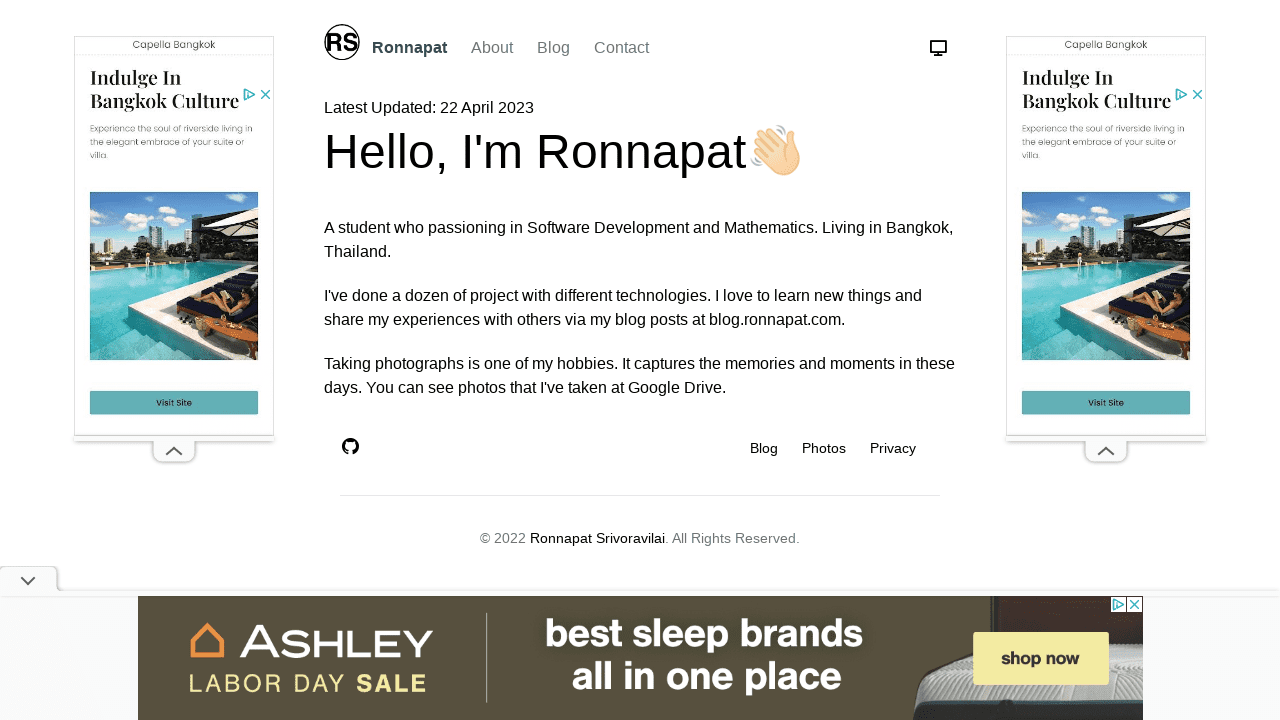 Capella Bangkok
Indulge In
Bangkok Culture
Experience the soul of riverside living in
the elegant embrace of your suite or
villa.
Visit Site
RS
Ronnapat
About
Blog
Contact
Latest Updated: 22 April 2023
Hello, I'm Ronnapat👋🏼
A student who passioning in Software Development and Mathematics. Living in Bangkok,
Thailand.
I've done a dozen of project with different technologies. I love to learn new things and
share my experiences with others via my blog posts at blog.ronnapat.com.
Taking photographs is one of my hobbies. It captures the memories and moments in these
days. You can see photos that I've taken at Google Drive.
Blog
Photos
Privacy
© 2022 Ronnapat Srivoravilai. All Rights Reserved.
Capella Bangkok
Indulge In
Bangkok Culture
Experience the soul of riverside living in
the elegant embrace of your suite or
villa.
Visit Site
ASHLEY
LABOR DAY SALE
best sleep brands
all in one place
shop now